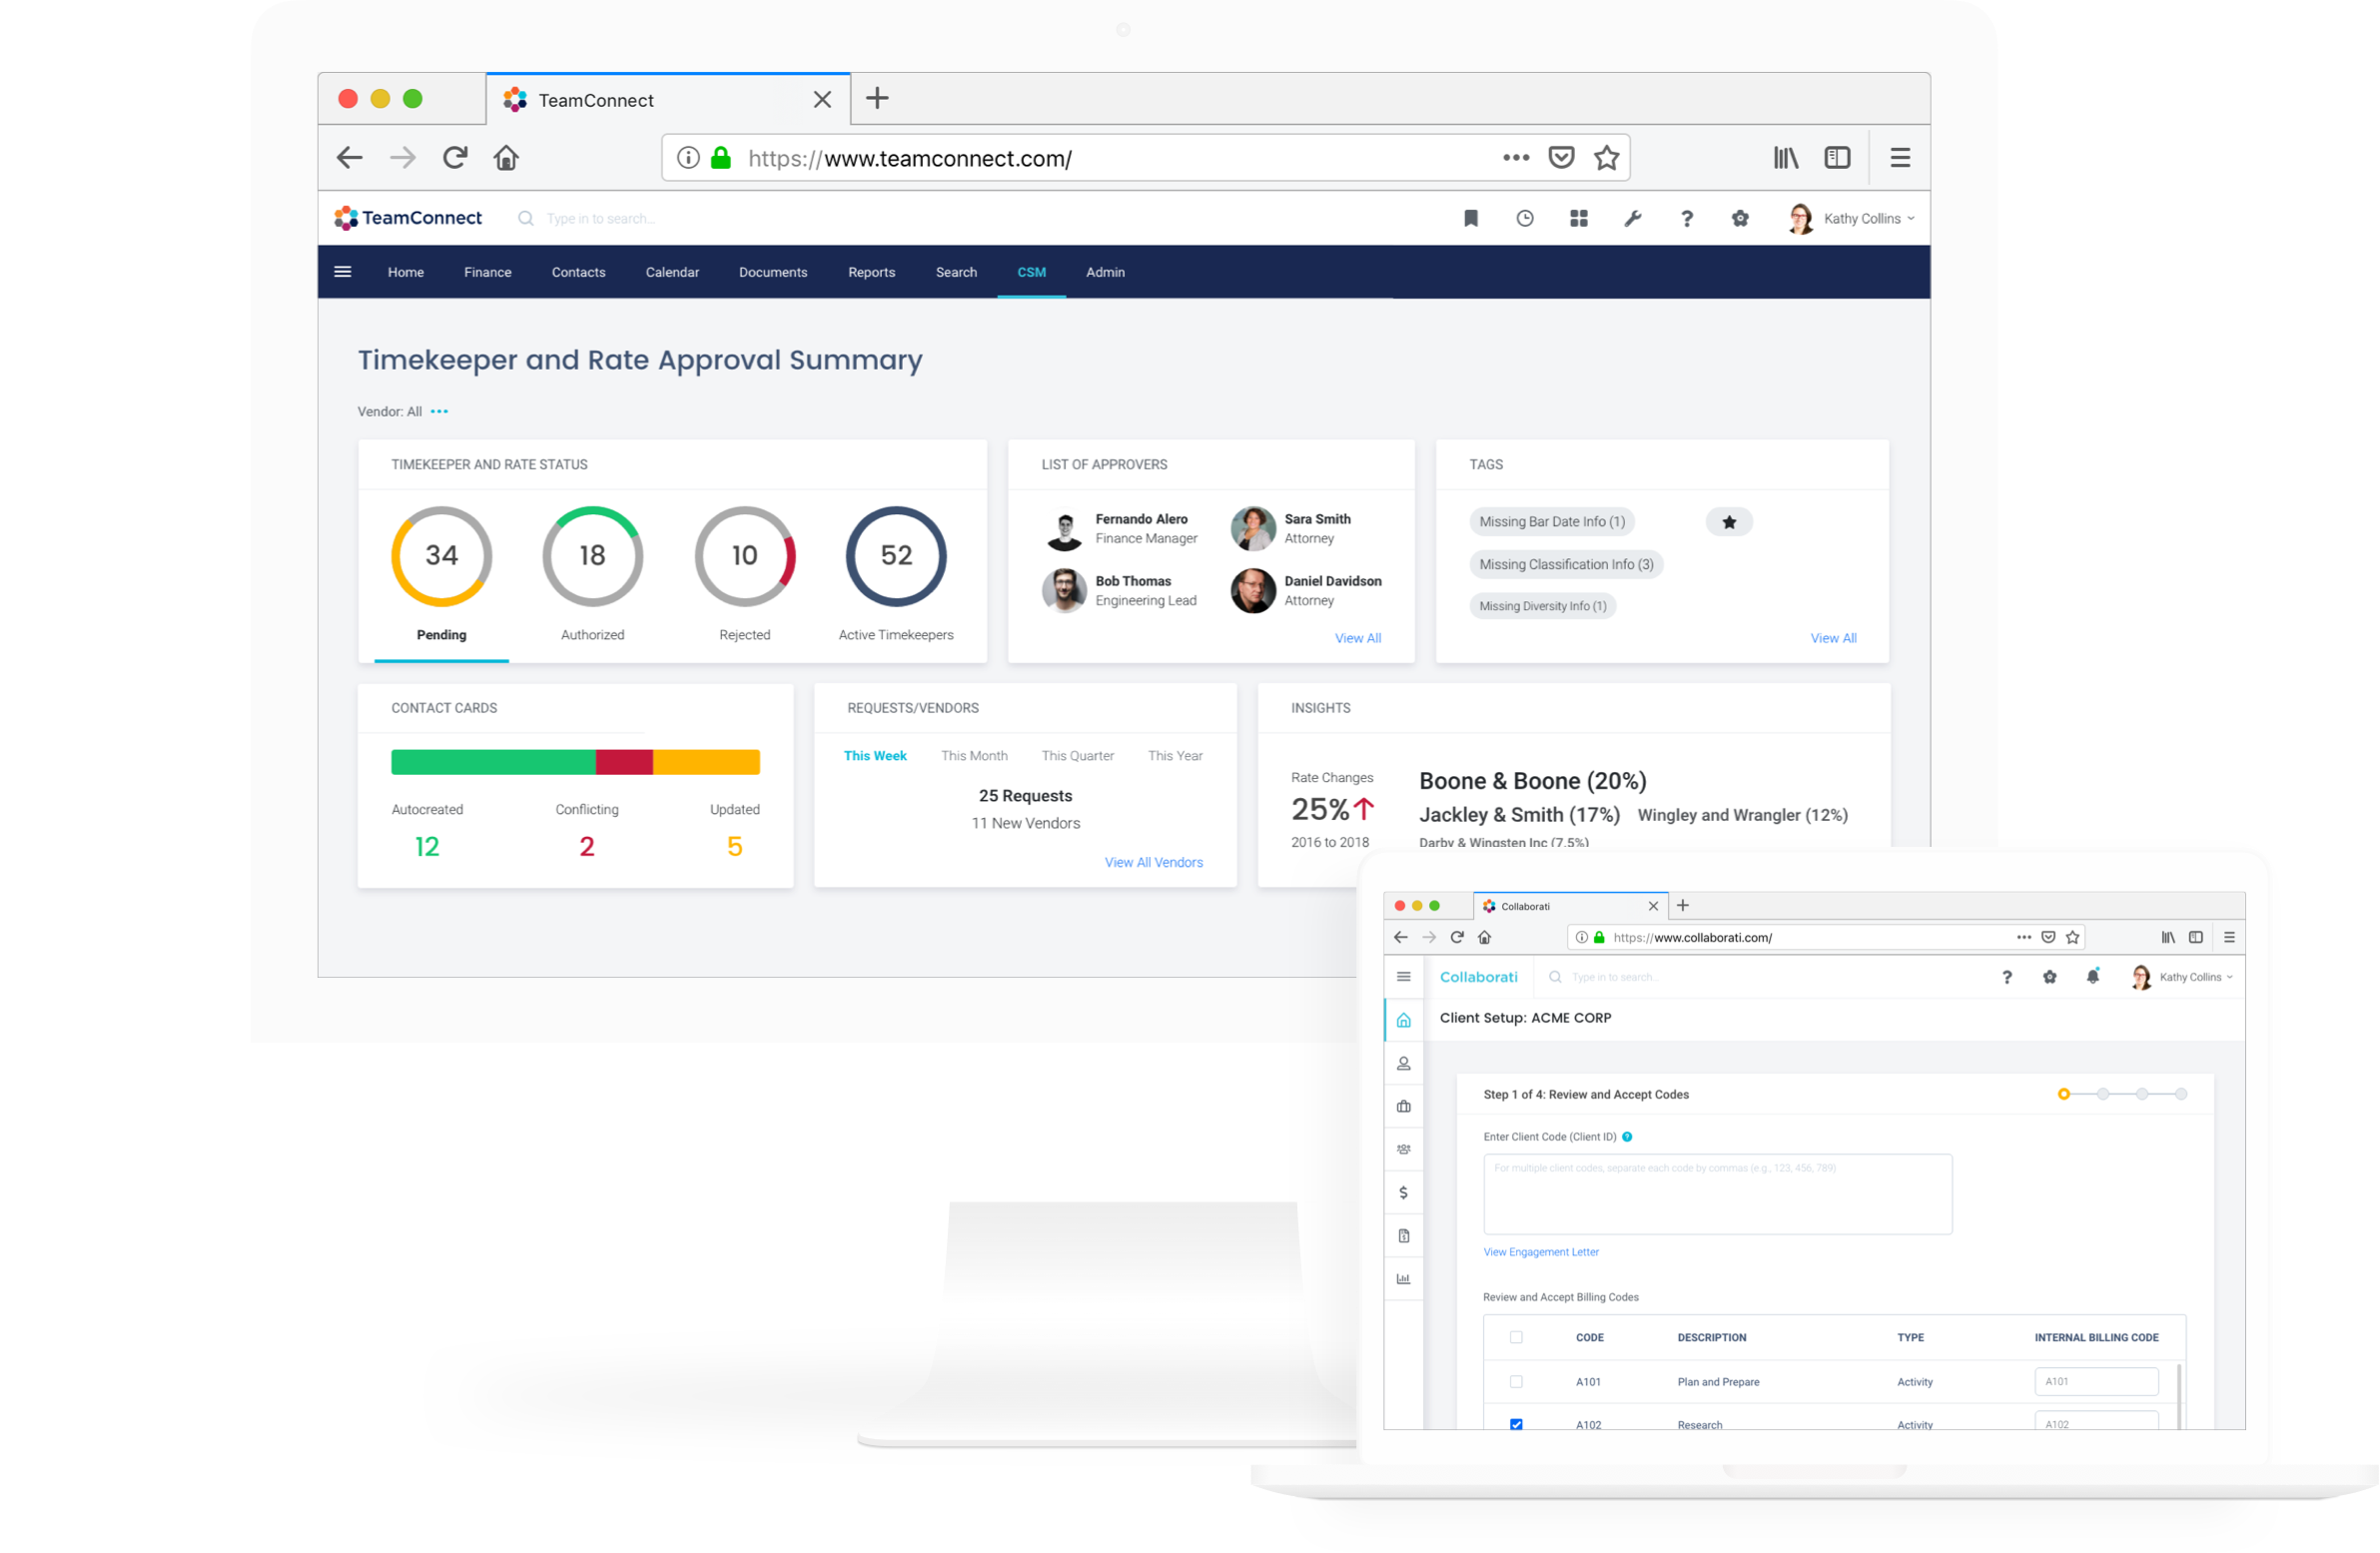 TeamConnect
https://www.teamconnect.com/
TeamConnect
Type in to search...
Kathy Collins
Home Finance Contacts Calendar Documents Reports Search CSM Admin
Timekeeper and Rate Approval Summary
Vendor: All
TIMEKEEPER AND RATE STATUS
34 18 10 52
Pending Authorized Rejected Active Timekeepers
LIST OF APPROVERS
Fernando Alero
Finance Manager
Sara Smith
Attorney
Bob Thomas
Engineering Lead
Daniel Davidson
Attorney
View All
TAGS
Missing Bar Date Info (1)
Missing Classification Info (3)
Missing Diversity Info (1)
View All
CONTACT CARDS
Autocreated Conflicting Updated
12 2 5
REQUESTS/VENDORS
This Week This Month This Quarter This Year
25 Requests
11 New Vendors
View All Vendors
INSIGHTS
Rate Changes
25%
2016 to 2018
Boone & Boone (20%)
Jackley & Smith (17%) Wingley and Wrangler (12%)
Darby & Wingsten Inc (7.5%)
Collaborati
https://www.collaborati.com/
Collaborati
Type in to search...
Kathy Collins
Client Setup: ACME CORP
Step 1 of 4: Review and Accept Codes
Enter Client Code (Client ID) ?
For multiple client codes, separate each code by commas (e.g., 123, 456, 789)
View Engagement Letter
Review and Accept Billing Codes
CODE DESCRIPTION TYPE INTERNAL BILLING CODE
A101 Plan and Prepare Activity A101
A102 Research Activity A102